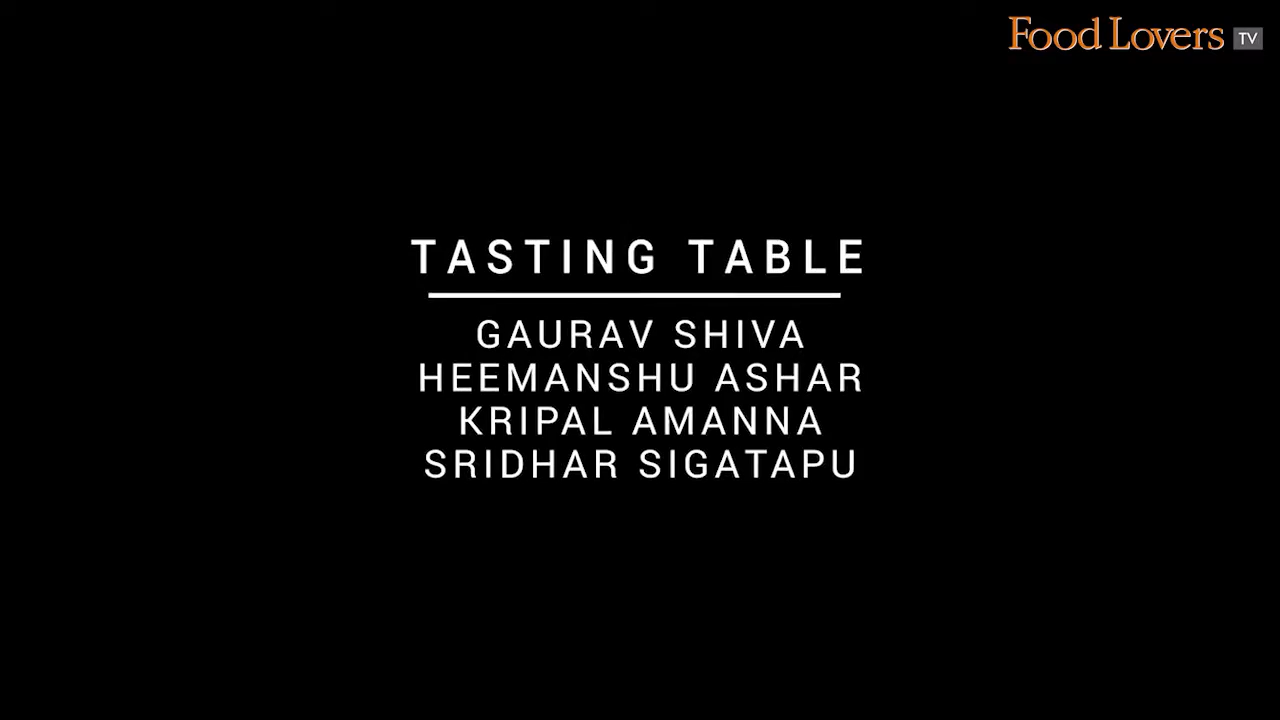 Food Lovers TV
TASTING TABLE
GAURAV SHIVA
HEEMANSHU ASHAR
KRIPAL AMANNA
SRIDHAR SIGATAPU